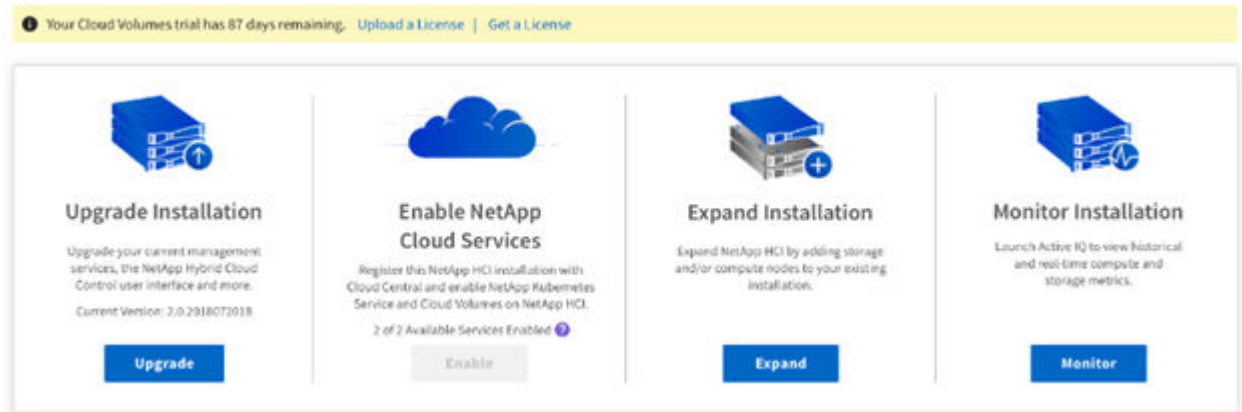 Your Cloud Volumes trial has 87 days remaining. Upload a License | Get a License
Upgrade Installation
Upgrade your current management
services, the NetApp Hybrid Cloud
Control user interface and more.
Current Version: 2.0.2918072018
Upgrade
Enable NetApp
Cloud Services
Register this NetApp HCI installation with
Cloud Central and enable NetApp Kubernetes
Service and Cloud Volumes on NetApp HCI.
2 of 2 Available Services Enabled ?
Enable
Expand Installation
Expand NetApp HCI by adding storage
and/or compute nodes to your existing
installation.
Expand
Monitor Installation
Launch Active IQ to view historical
and real-time compute and
storage metrics.
Monitor